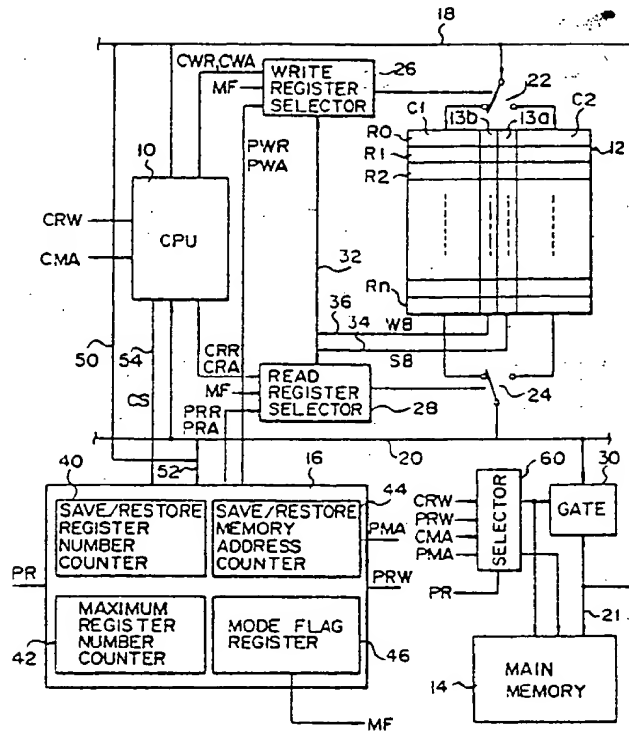 18
CWR,CWA
MF
WRITE
REGISTER
SELECTOR
26
22
C1
13b
13a
C2
R0
R1
R2
12
Rn
10
CPU
CRW
CMA
PWR
PWA
32
36
34
WB
SB
50
54
CS
CRR
CRA
MF
PRR
PRA
READ
REGISTER
SELECTOR
28
24
20
52
40
16
44
SAVE/RESTORE
REGISTER
NUMBER
COUNTER
SAVE/RESTORE
MEMORY
ADDRESS
COUNTER
PMA
PR
PRW
MAXIMUM
REGISTER
NUMBER
COUNTER
42
MODE FLAG
REGISTER
46
MF
60
CRW
PRW
CMA
PMA
PR
SELECTOR
30
GATE
21
14
MAIN
MEMORY